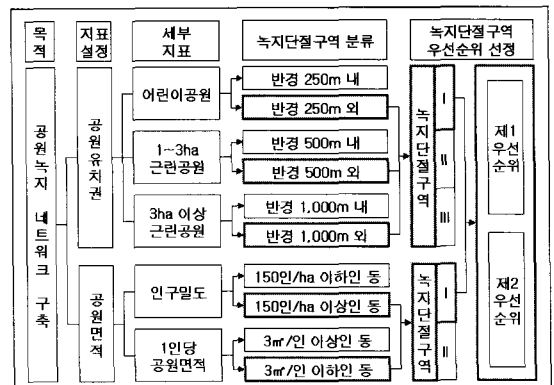 목적
지표
설정
세부
지표
녹지단절구역 분류
녹지단절구역
우선순위 선정
공원녹지 네트워크 구축
공원유치권
어린이공원
반경 250m 내
반경 250m 외
1~3ha
근린공원
반경 500m 내
반경 500m 외
3ha 이상
근린공원
반경 1,000m 내
반경 1,000m 외
녹지단절구역
Ⅰ
Ⅱ
Ⅲ
제1
우선
순위
공원면적
인구밀도
150인/ha 이하인 동
150인/ha 이상인 동
1인당
공원면적
3㎡/인 이상인 동
3㎡/인 이하인 동
녹지단절구역
Ⅰ
Ⅱ
제2
우선
순위